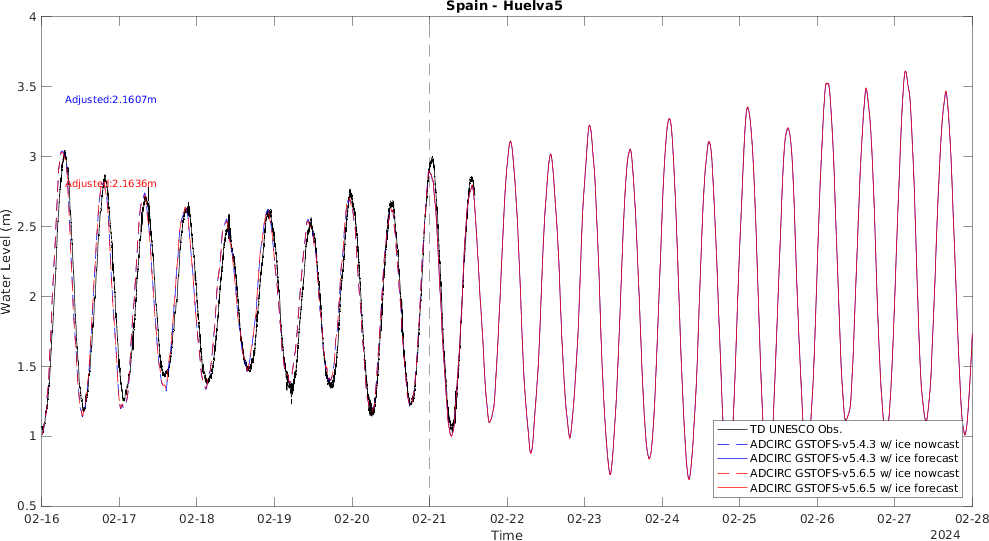 Spain - Huelva5
4
3.5
3
2.5
2
1.5
1
0.5
Water Level (m)
Adjusted:2.1607m
Adjusted:2.1636m
TD UNESCO Obs.
ADCIRC GSTOFS-v5.4.3 w/ ice nowcast
ADCIRC GSTOFS-v5.4.3 w/ ice forecast
ADCIRC GSTOFS-v5.6.5 w/ ice nowcast
ADCIRC GSTOFS-v5.6.5 w/ ice forecast
02-16 02-17 02-18 02-19 02-20 02-21 02-22 02-23 02-24 02-25 02-26 02-27 02-28
Time
2024